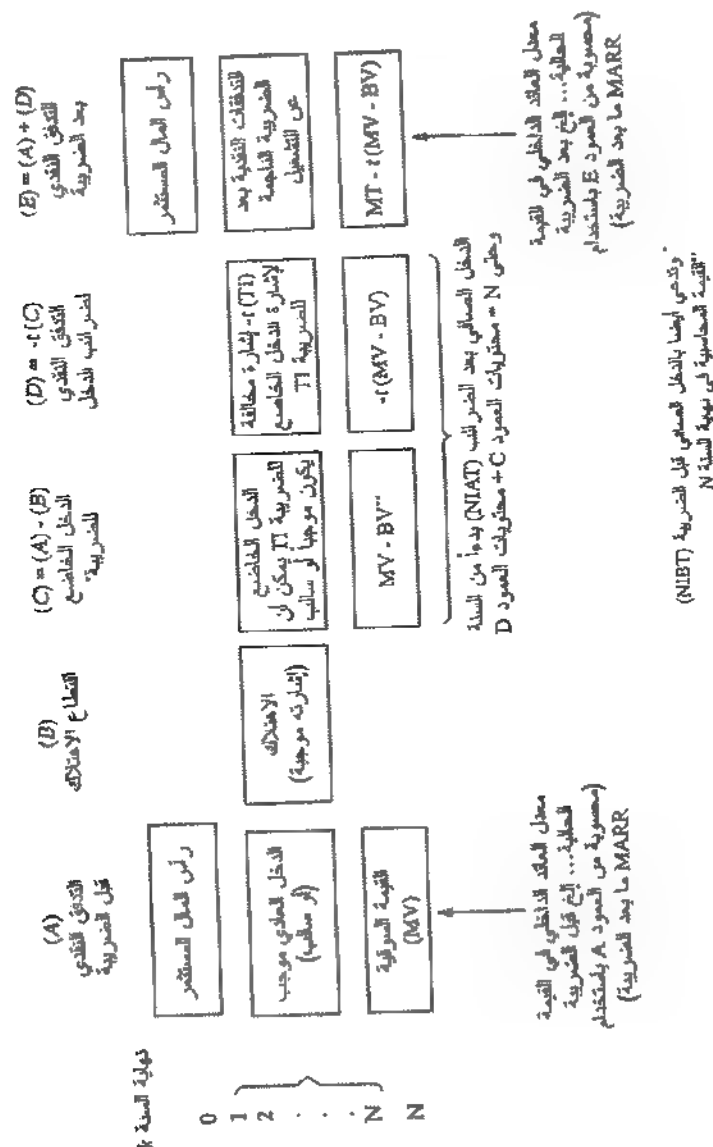 نهاية السنة k
(A)
التدفق النقدي
قبل الضريبة
(B)
اقتطاع الاهتلاك
(C) = (A) - (B)
الدخل الخاضع
للضريبة*
(D) = -t (C)
التدفق النقدي
لضرائب الدخل
(E) = (A) + (D)
التدفق النقدي
بعد الضريبة
0
رأس المال المستثمر
رأس المال المستثمر
1
2
.
.
.
N
الدخل المادي موجب
(أو سالب)
الاهتلاك
(إشارته موجبة)
الدخل الخاضع
للضريبة TI يمكن أن
يكون موجباً أو سالب
-t (Ti) إشارة مخالفة
لإشارة الدخل الخاضع
للضريبة TI
التدفقات النقدية بعد
الضريبة الناجمة
عن التشغيل
N
القيمة السوقية
(MV)
MV - BV**
-t (MV - BV)
MT - t (MV - BV)
الدخل الصافي بعد الضرائب (NIAT) بدءاً من السنة
وحتى N = محتويات العمود C + محتويات العمود D
معدل العائد الداخلي في القيمة
الحالية... إلخ قبل الضريبة
(محسوبة من العمود A باستخدام
MARR ما بعد الضريبة)
معدل العائد الداخلي في القيمة
الحالية... إلخ بعد الضريبة
(محسوبة من العمود E باستخدام
MARR ما بعد الضريبة)
*وتدعى أيضا بالدخل الصافي قبل الضريبة (NIBT)
**القيمة المحاسبية في نهاية السنة N